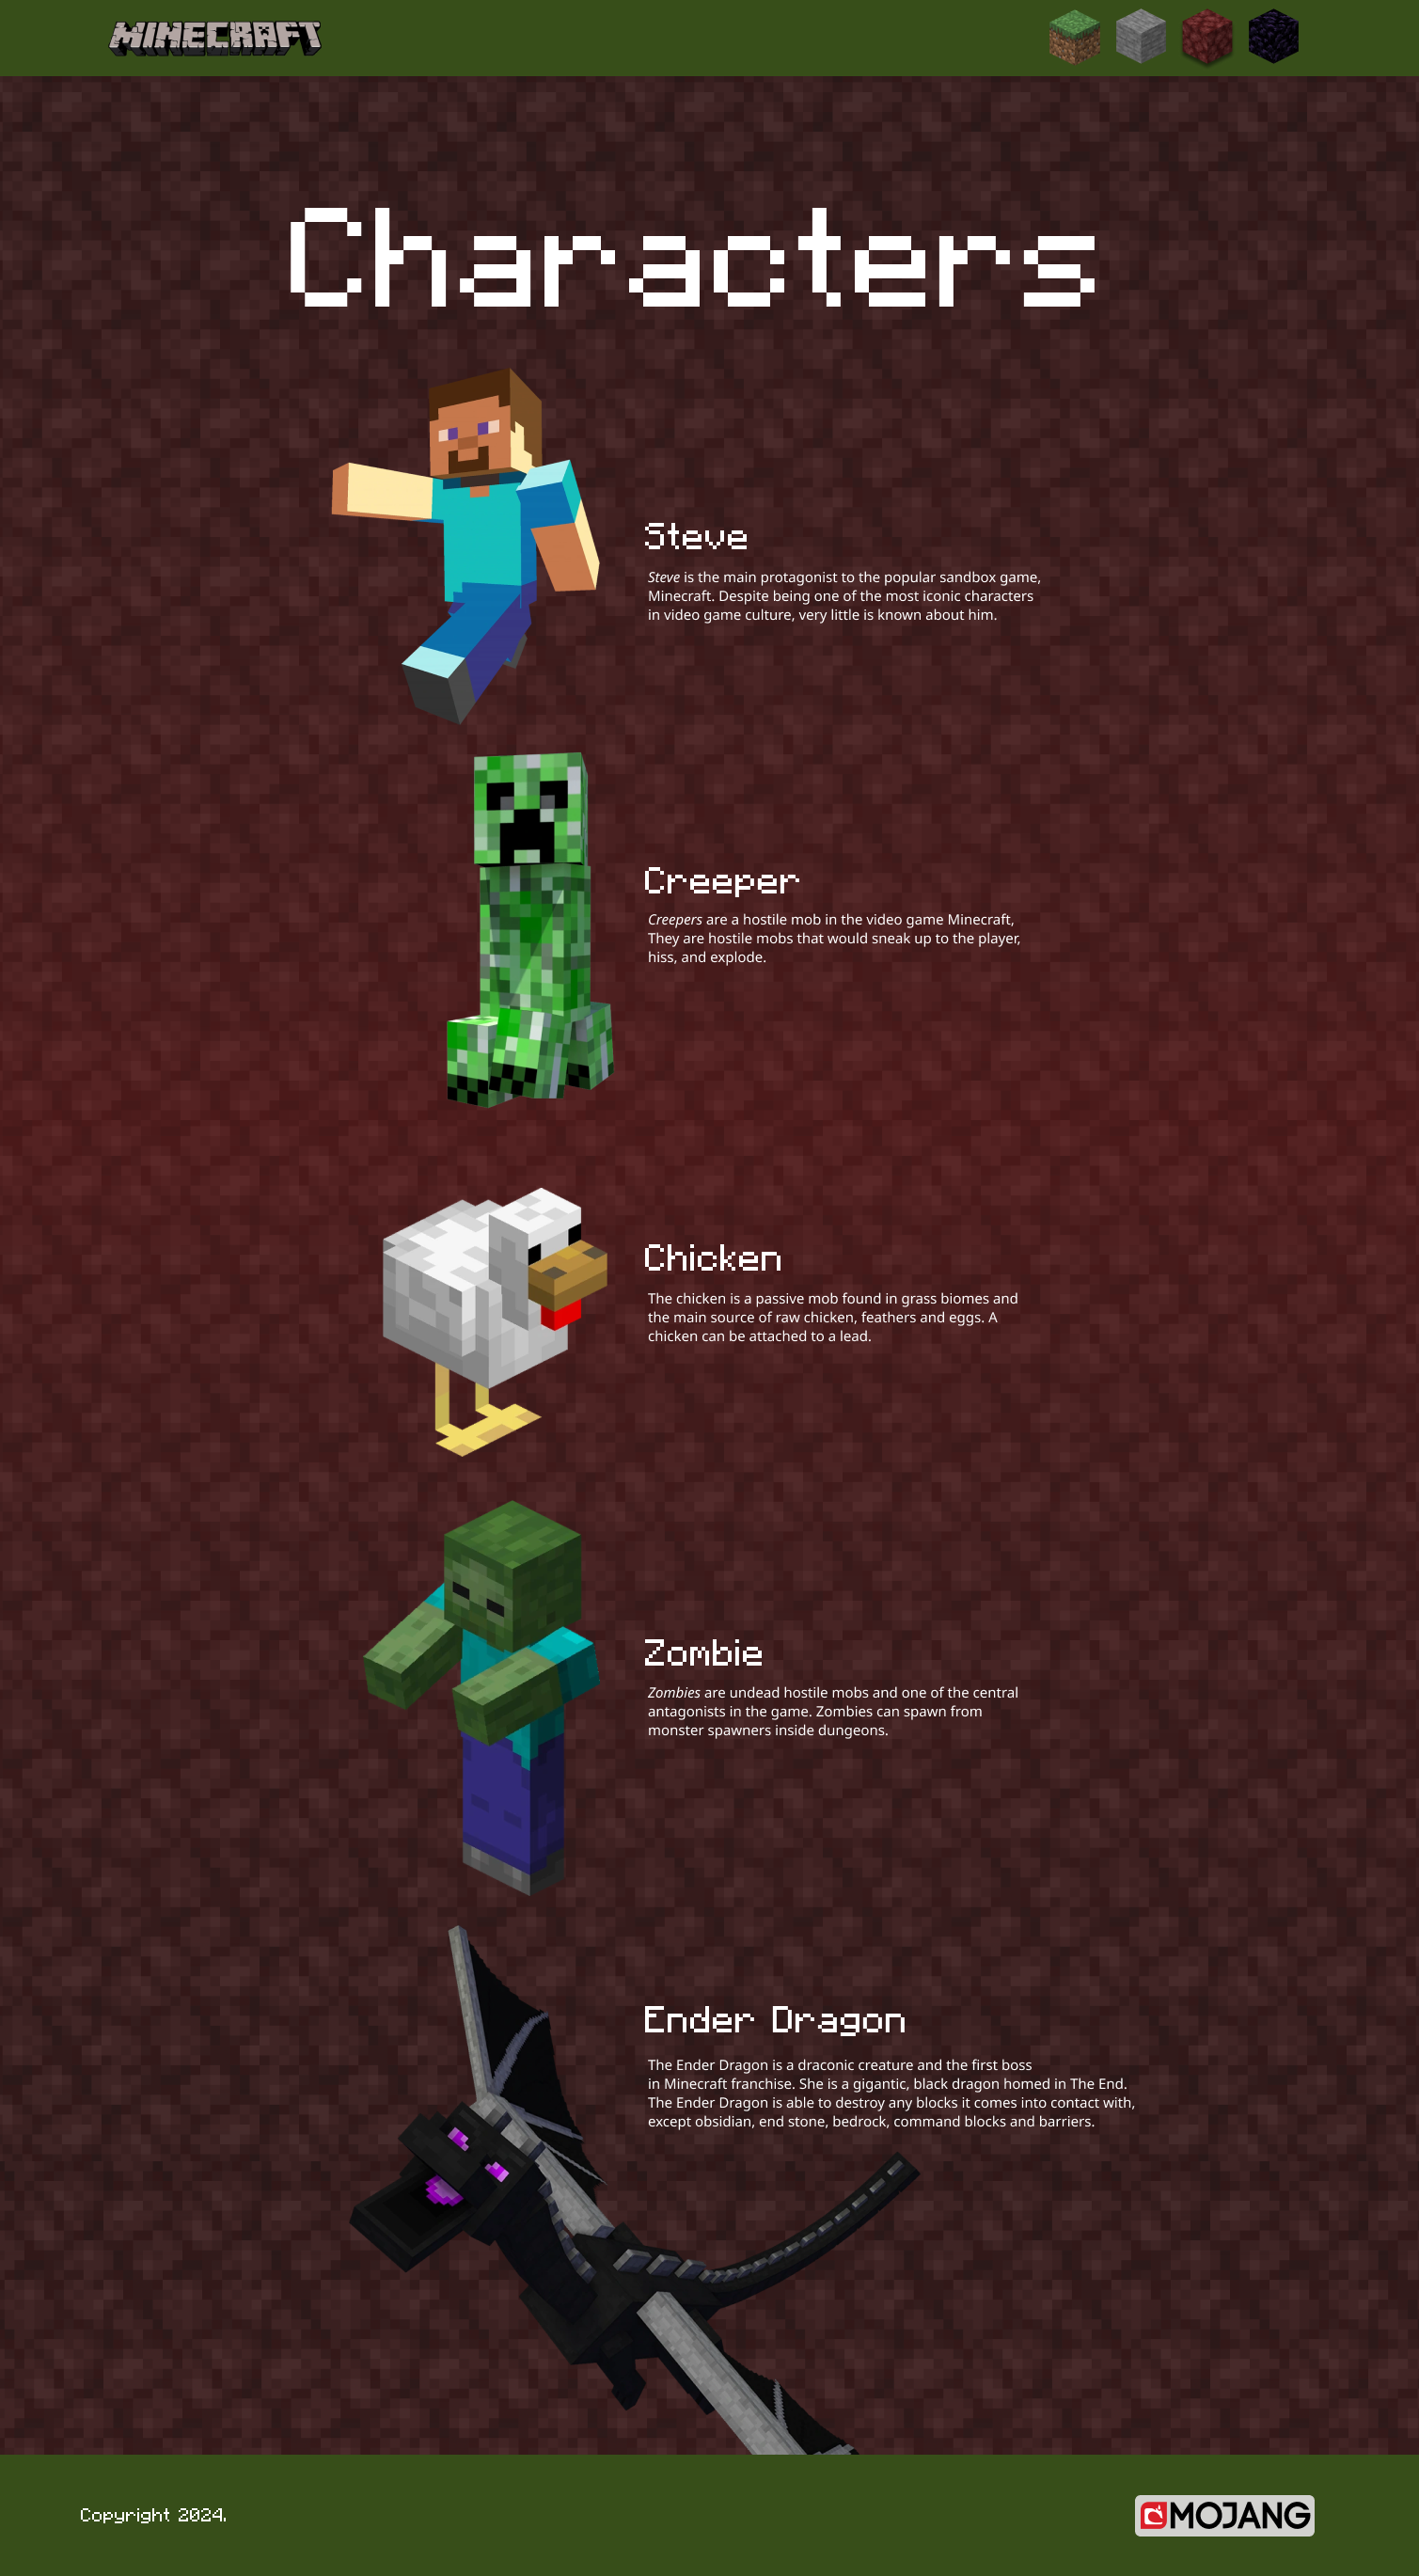 MINECRAFT
Characters
Steve
Steve is the main protagonist to the popular sandbox game,
Minecraft. Despite being one of the most iconic characters
in video game culture, very little is known about him.
Creeper
Creepers are a hostile mob in the video game Minecraft,
They are hostile mobs that would sneak up to the player,
hiss, and explode.
Chicken
The chicken is a passive mob found in grass biomes and
the main source of raw chicken, feathers and eggs. A
chicken can be attached to a lead.
Zombie
Zombies are undead hostile mobs and one of the central
antagonists in the game. Zombies can spawn from
monster spawners inside dungeons.
Ender Dragon
The Ender Dragon is a draconic creature and the first boss
in Minecraft franchise. She is a gigantic, black dragon homed in The End.
The Ender Dragon is able to destroy any blocks it comes into contact with,
except obsidian, end stone, bedrock, command blocks and barriers.
Copyright 2024.
MOJANG